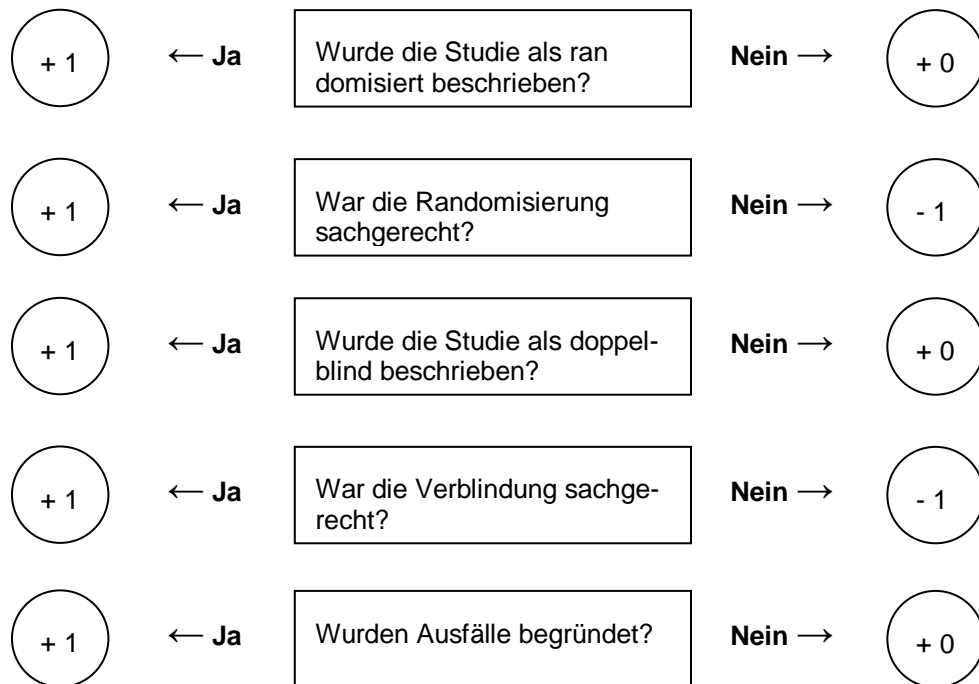 + 1 ← Ja Wurde die Studie als ran Nein → + 0
domisiert beschrieben?
+ 1 ← Ja War die Randomisierung Nein → - 1
sachgerecht?
+ 1 ← Ja Wurde die Studie als doppel- Nein → + 0
blind beschrieben?
+ 1 ← Ja War die Verblindung sachge- Nein → - 1
recht?
+ 1 ← Ja Wurden Ausfälle begründet? Nein → + 0